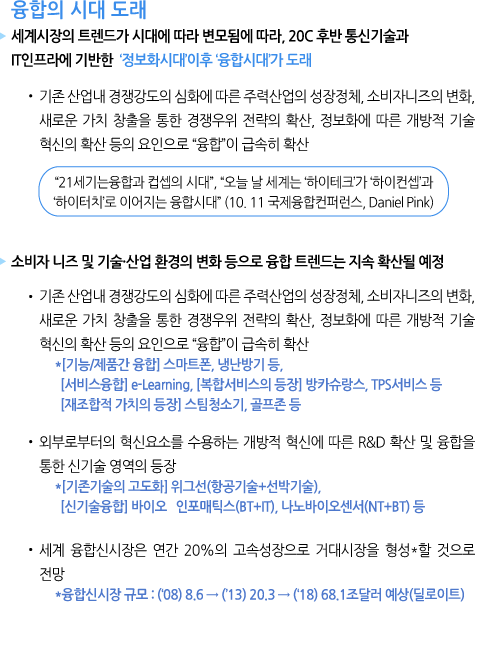 융합의 시대 도래
세계시장의 트렌드가 시대에 따라 변모됨에 따라, 20C 후반 통신기술과
IT인프라에 기반한 ‘정보화시대’이후 ‘융합시대’가 도래
• 기존 산업내 경쟁강도의 심화에 따른 주력산업의 성장정체, 소비자니즈의 변화,
새로운 가치 창출을 통한 경쟁우위 전략의 확산, 정보화에 따른 개방적 기술
혁신의 확산 등의 요인으로 “융합”이 급속히 확산
“21세기는융합과 컵셉의 시대”, “오늘 날 세계는 ‘하이테크’가 ‘하이컨셉’과
‘하이터치’로 이어지는 융합시대” (10. 11 국제융합컨퍼런스, Daniel Pink)
소비자 니즈 및 기술·산업 환경의 변화 등으로 융합 트렌드는 지속 확산될 예정
• 기존 산업내 경쟁강도의 심화에 따른 주력산업의 성장정체, 소비자니즈의 변화,
새로운 가치 창출을 통한 경쟁우위 전략의 확산, 정보화에 따른 개방적 기술
혁신의 확산 등의 요인으로 “융합”이 급속히 확산
*[기능/제품간 융합] 스마트폰, 냉난방기 등,
[서비스융합] e-Learning, [복합서비스의 등장] 방카슈랑스, TPS서비스 등
[재조합적 가치의 등장] 스팀청소기, 골프존 등
• 외부로부터의 혁신요소를 수용하는 개방적 혁신에 따른 R&D 확산 및 융합을
통한 신기술 영역의 등장
*[기존기술의 고도화] 위그선(항공기술+선박기술),
[신기술융합] 바이오 인포매틱스(BT+IT), 나노바이오센서(NT+BT) 등
• 세계 융합신시장은 연간 20%의 고속성장으로 거대시장을 형성*할 것으로
전망
*융합신시장 규모 : (‘08) 8.6 → (’13) 20.3 → (‘18) 68.1조달러 예상(딜로이트)